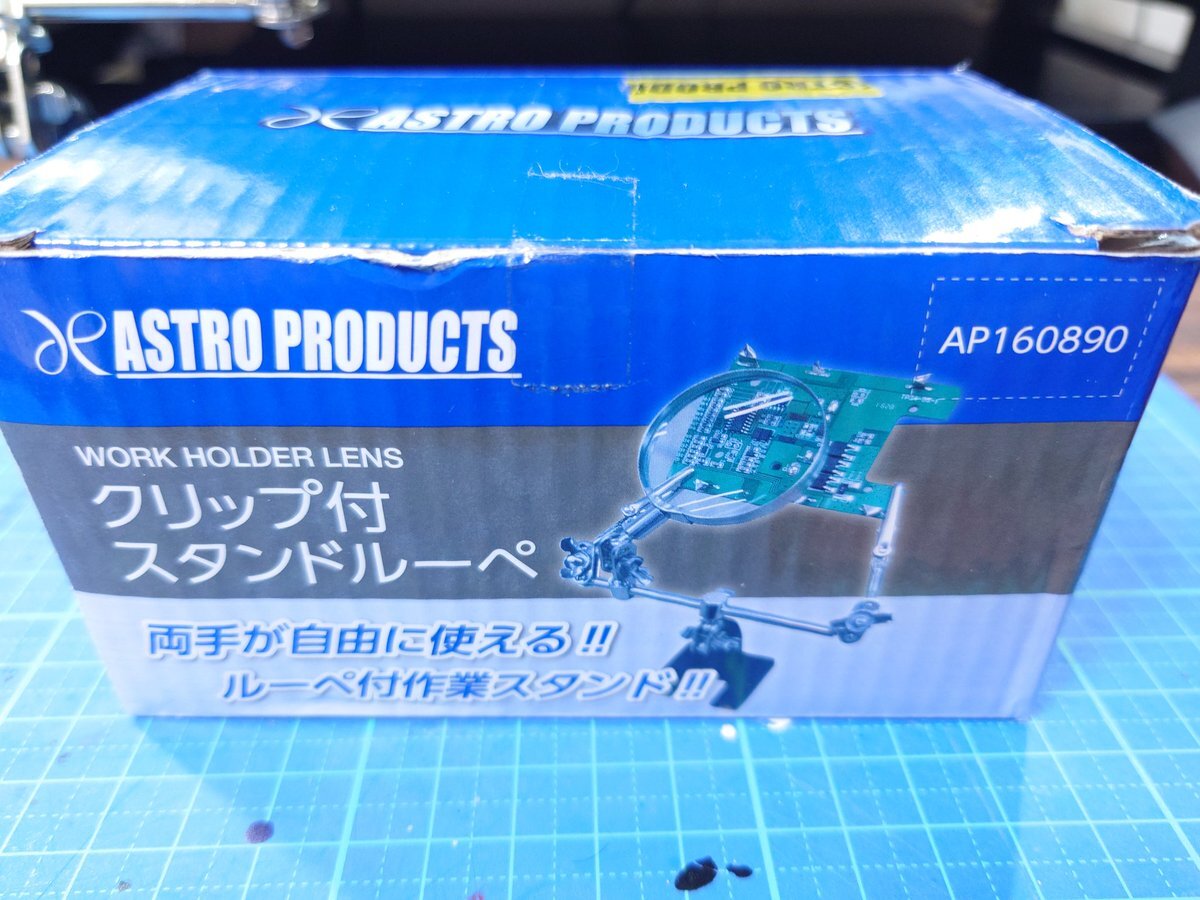 ASTRO PRODUCTS
ASTRO PRODUCTS
AP160890
WORK HOLDER LENS
クリップ付
スタンドルーペ
両手が自由に使える!!
ルーペ付作業スタンド!!